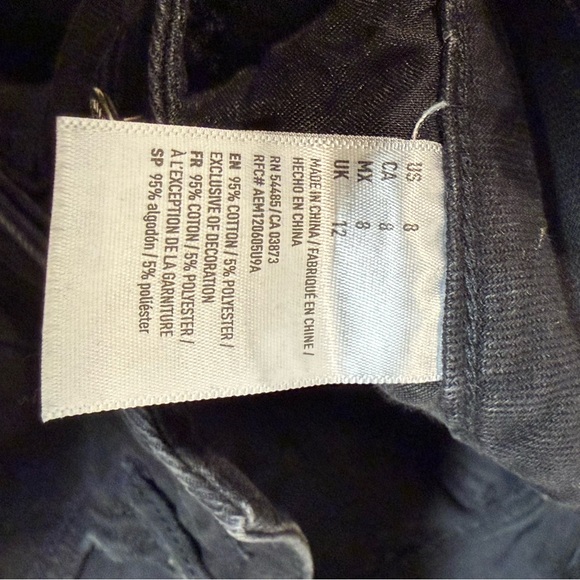 US 8
CA 8
MX 8
UK 12
MADE IN CHINA / FABRIQUÉ EN CHINE /
HECHO EN CHINA
RN 54485 / CA 03873
RFC# AEM120605U9A
EN 95% COTTON / 5% POLYESTER /
EXCLUSIVE OF DECORATION
FR 95% COTON / 5% POLYESTER /
À L'EXCEPTION DE LA GARNITURE
SP 95% algodón / 5% poliéster